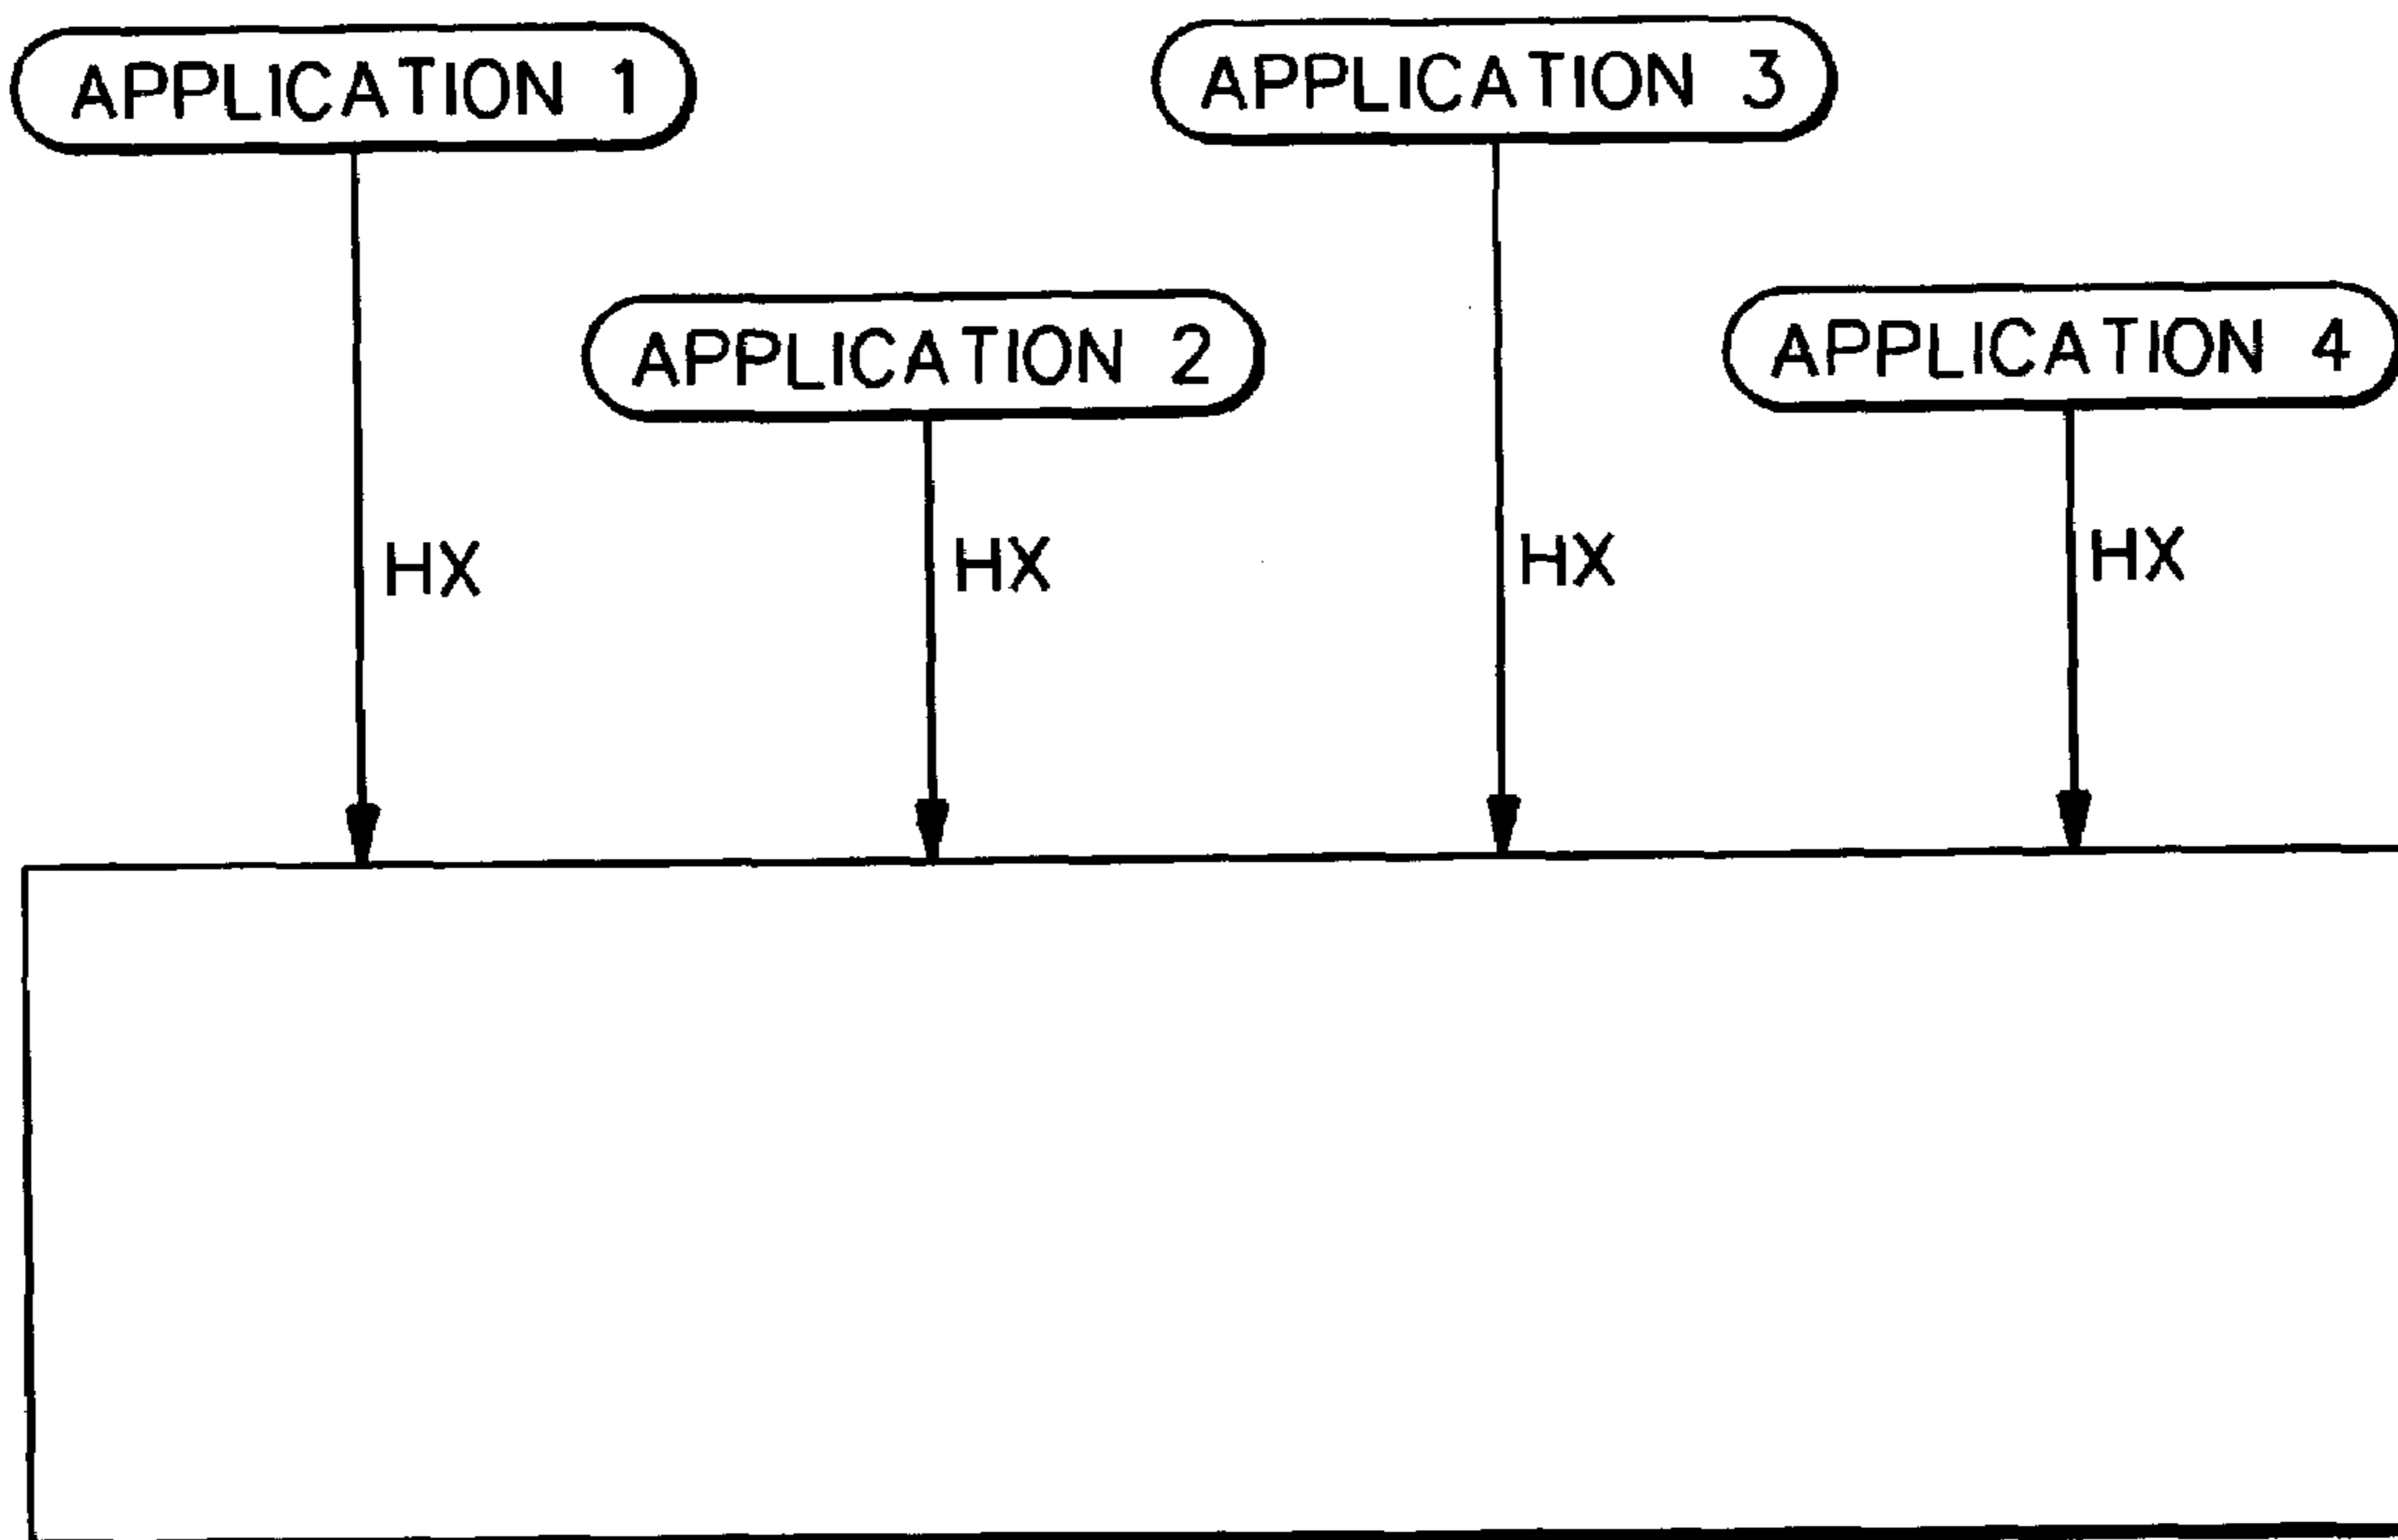 APPLICATION 1
APPLICATION 3
APPLICATION 2
APPLICATION 4
HX
HX
HX
HX